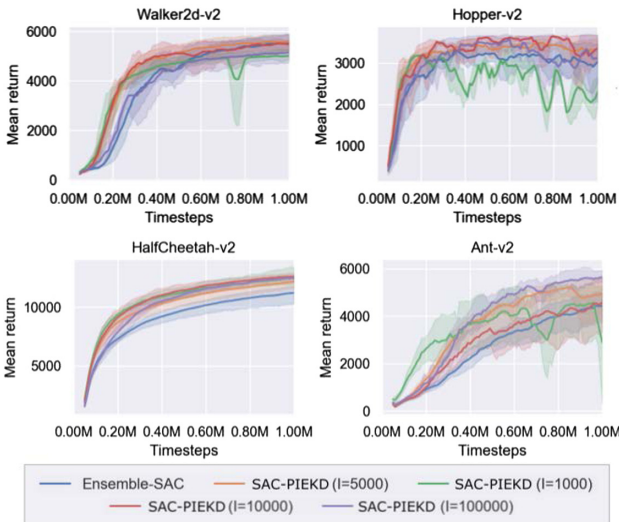 Walker2d-v2
Mean return
6000
4000
2000
0
0.00M 0.20M 0.40M 0.60M 0.80M 1.00M
Timesteps
Hopper-v2
Mean return
3000
2000
1000
0.00M 0.20M 0.40M 0.60M 0.80M 1.00M
Timesteps
HalfCheetah-v2
Mean return
10000
5000
0.00M 0.20M 0.40M 0.60M 0.80M 1.00M
Timesteps
Ant-v2
Mean return
6000
4000
2000
0
0.00M 0.20M 0.40M 0.60M 0.80M 1.00M
Timesteps
Ensemble-SAC SAC-PIEKD (I=5000) SAC-PIEKD (I=1000)
SAC-PIEKD (I=10000) SAC-PIEKD (I=100000)